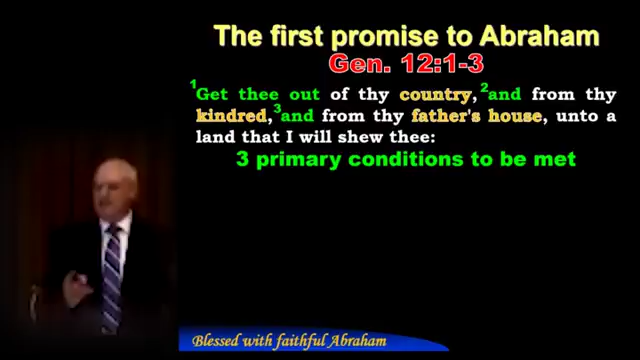 The first promise to Abraham
Gen. 12:1-3
1Get thee out of thy country,2and from thy
kindred,3and from thy father's house, unto a
land that I will shew thee:
3 primary conditions to be met
Blessed with faithful Abraham